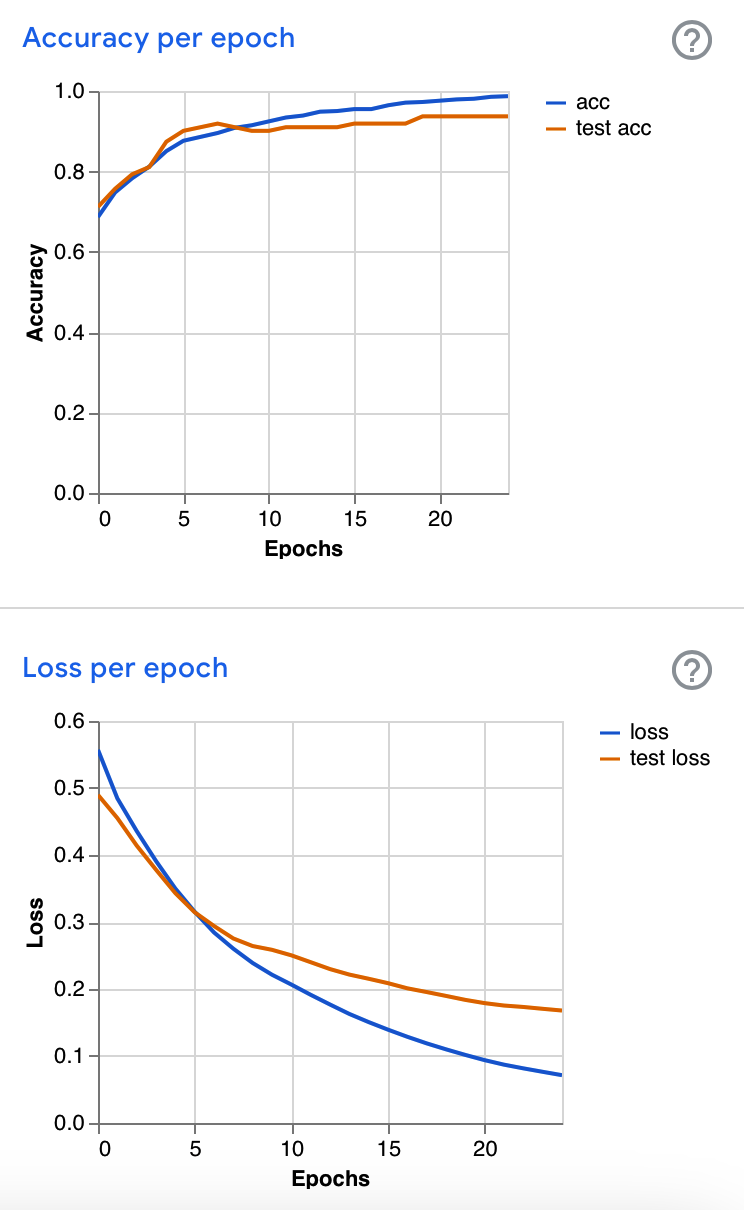 Accuracy per epoch
?
1.0
0.8
0.6
0.4
0.2
0.0
Accuracy
0 5 10 15 20
Epochs
acc
test acc
Loss per epoch
?
0.6
0.5
0.4
0.3
0.2
0.1
0.0
Loss
0 5 10 15 20
Epochs
loss
test loss